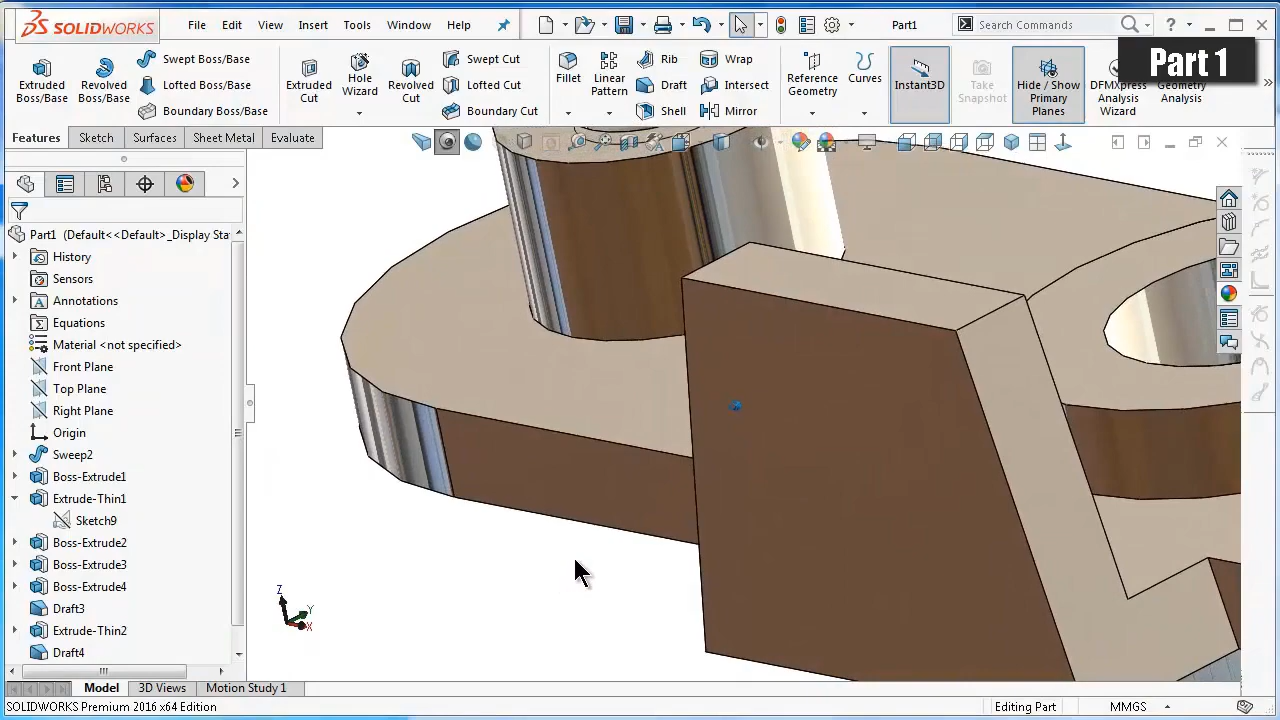 SOLIDWORKS File Edit View Insert Tools Window Help Part1 Search Commands ?
Part 1
Extruded Boss/Base
Revolved Boss/Base
Swept Boss/Base
Lofted Boss/Base
Boundary Boss/Base
Extruded Cut
Hole Wizard
Revolved Cut
Swept Cut
Lofted Cut
Boundary Cut
Fillet
Linear Pattern
Rib
Draft
Shell
Wrap
Intersect
Mirror
Reference Geometry
Curves
Instant3D
Take Snapshot
Hide / Show Primary Planes
DFMXpress Analysis Wizard
Geometry Analysis
Features Sketch Surfaces Sheet Metal Evaluate
Part1 (Default<<Default>_Display Sta
History
Sensors
Annotations
Equations
Material <not specified>
Front Plane
Top Plane
Right Plane
Origin
Sweep2
Boss-Extrude1
Extrude-Thin1
Sketch9
Boss-Extrude2
Boss-Extrude3
Boss-Extrude4
Draft3
Extrude-Thin2
Draft4
Z
Y
X
Model 3D Views Motion Study 1
SOLIDWORKS Premium 2016 x64 Edition Editing Part MMGS